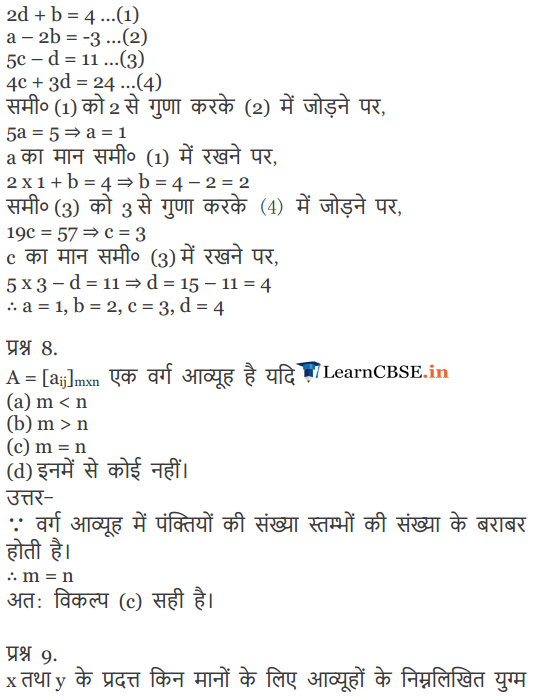 2d + b = 4 ...(1)
a – 2b = -3 ...(2)
5c – d = 11 ...(3)
4c + 3d = 24 ...(4)
समी० (1) को 2 से गुणा करके (2) में जोड़ने पर,
5a = 5 ⇒ a = 1
a का मान समी० (1) में रखने पर,
2 x 1 + b = 4 ⇒ b = 4 – 2 = 2
समी० (3) को 3 से गुणा करके (4) में जोड़ने पर,
19c = 57 ⇒ c = 3
c का मान समी० (3) में रखने पर,
5 x 3 – d = 11 ⇒ d = 15 – 11 = 4
∴ a = 1, b = 2, c = 3, d = 4
प्रश्न 8.
A = [aij]mxn एक वर्ग आव्यूह है यदि LearnCBSE.in
(a) m < n
(b) m > n
(c) m = n
(d) इनमें से कोई नहीं।
उत्तर-
∵ वर्ग आव्यूह में पंक्तियों की संख्या स्तम्भों की संख्या के बराबर
होती है।
∴ m = n
अतः विकल्प (c) सही है।
प्रश्न 9.
x तथा y के प्रदत्त किन मानों के लिए आव्यूहों के निम्नलिखित युग्म